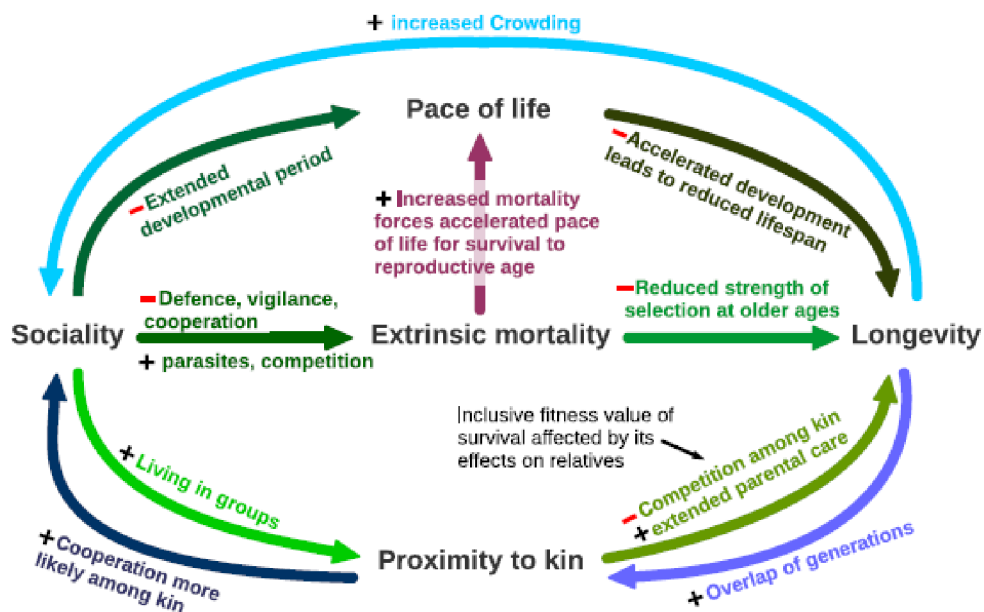 + increased Crowding
Pace of life
− Extended
developmental period
− Accelerated development
leads to reduced lifespan
+ Increased mortality
forces accelerated pace
of life for survival to
reproductive age
− Defence, vigilance,
cooperation
− Reduced strength of
selection at older ages
Sociality
Extrinsic mortality
Longevity
+ parasites, competition
Inclusive fitness value of
survival affected by its
effects on relatives
+ Living in groups
− Competition among kin
+ extended parental care
+ Cooperation more
likely among kin
Proximity to kin
+ Overlap of generations